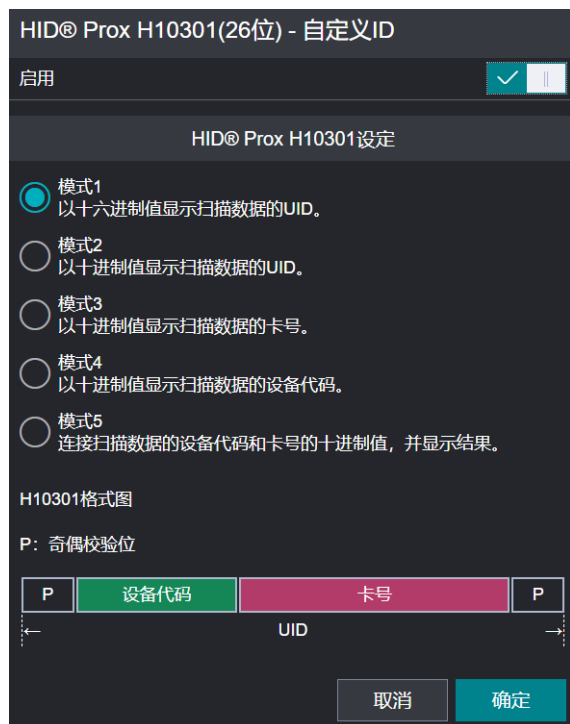 HID® Prox H10301(26位) - 自定义ID
启用
HID® Prox H10301设定
模式1
以十六进制值显示扫描数据的UID。
模式2
以十进制值显示扫描数据的UID。
模式3
以十进制值显示扫描数据的卡号。
模式4
以十进制值显示扫描数据的设备代码。
模式5
连接扫描数据的设备代码和卡号的十进制值，并显示结果。
H10301格式图
P：奇偶校验位
P 设备代码 卡号 P
← UID →
取消 确定